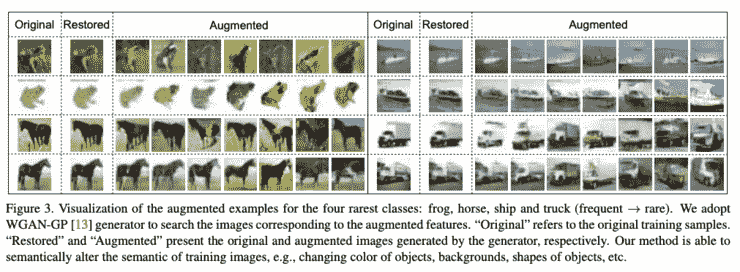 Original Restored Augmented Original Restored Augmented
Figure 3. Visualization of the augmented examples for the four rarest classes: frog, horse, ship and truck (frequent → rare). We adopt
WGAN-GP [13] generator to search the images corresponding to the augmented features. “Original” refers to the original training samples.
“Restored” and “Augmented” present the original and augmented images generated by the generator, respectively. Our method is able to
semantically alter the semantic of training images, e.g., changing color of objects, backgrounds, shapes of objects, etc.